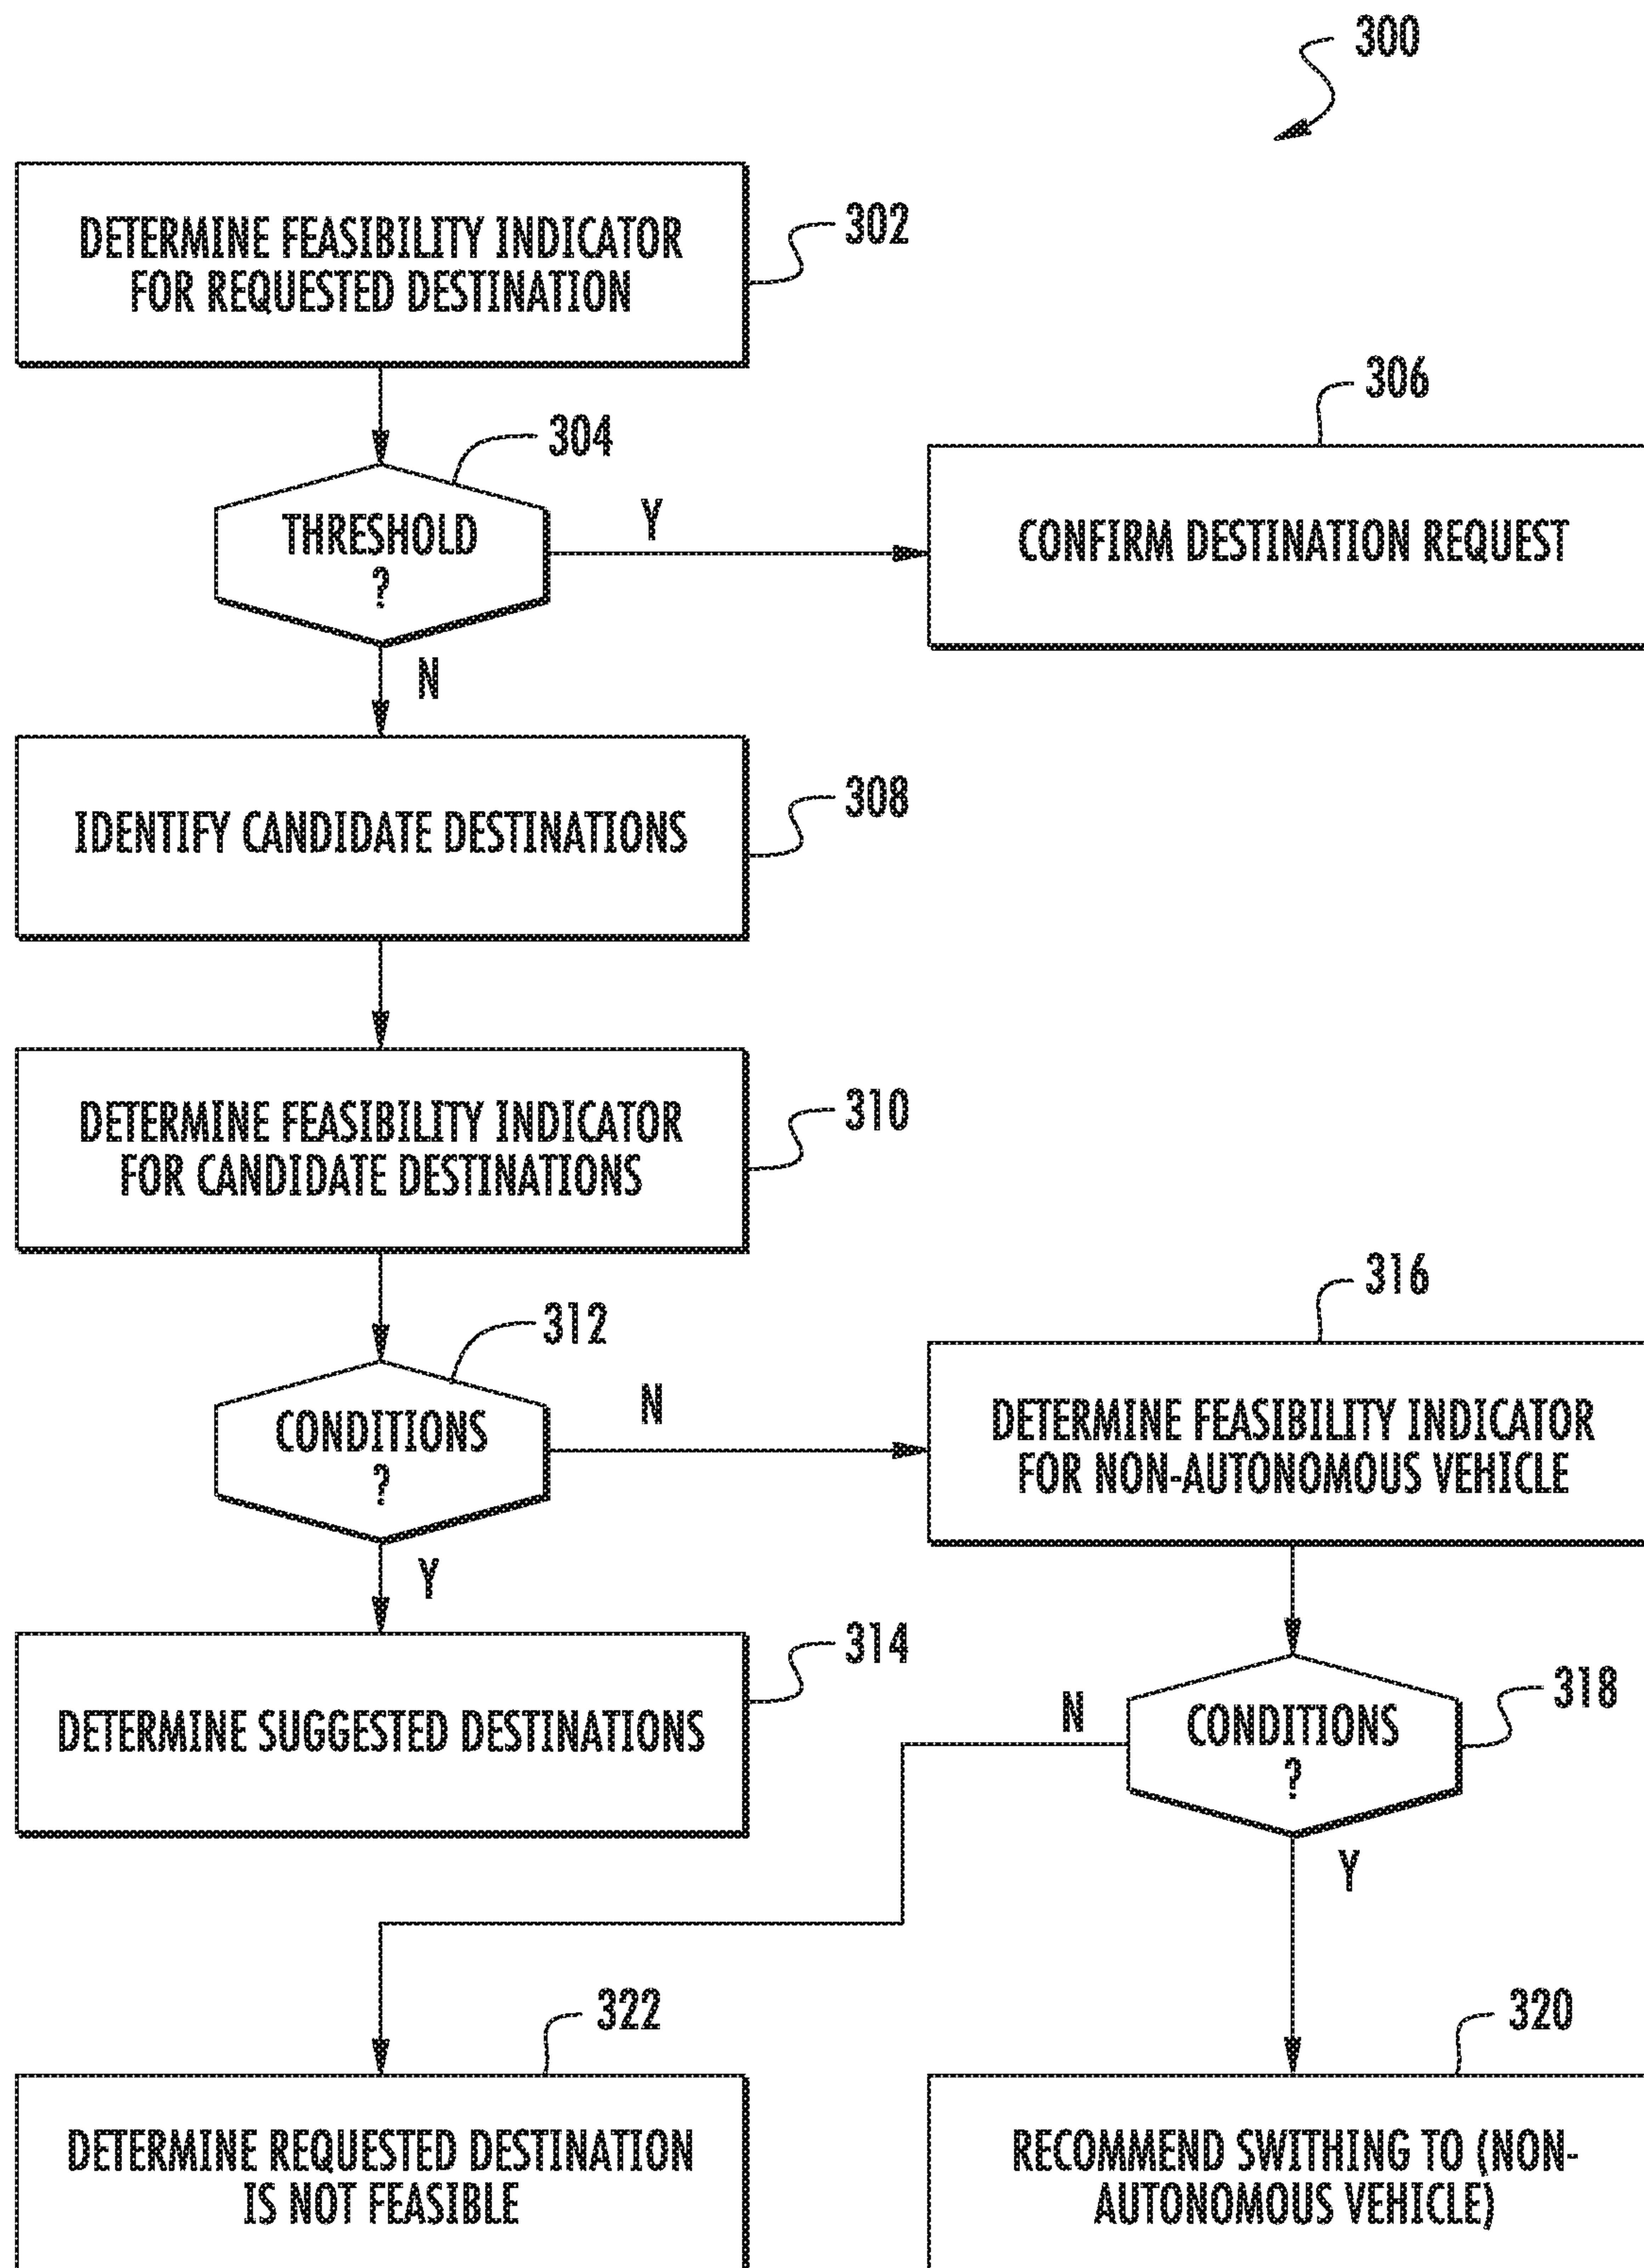 300
DETERMINE FEASIBILITY INDICATOR
FOR REQUESTED DESTINATION
302
304
THRESHOLD
?
Y
N
306
CONFIRM DESTINATION REQUEST
IDENTIFY CANDIDATE DESTINATIONS
308
DETERMINE FEASIBILITY INDICATOR
FOR CANDIDATE DESTINATIONS
310
312
CONDITIONS
?
N
Y
316
DETERMINE FEASIBILITY INDICATOR
FOR NON-AUTONOMOUS VEHICLE
DETERMINE SUGGESTED DESTINATIONS
314
318
CONDITIONS
?
N
Y
322
DETERMINE REQUESTED DESTINATION
IS NOT FEASIBLE
320
RECOMMEND SWITHING TO (NON-
AUTONOMOUS VEHICLE)